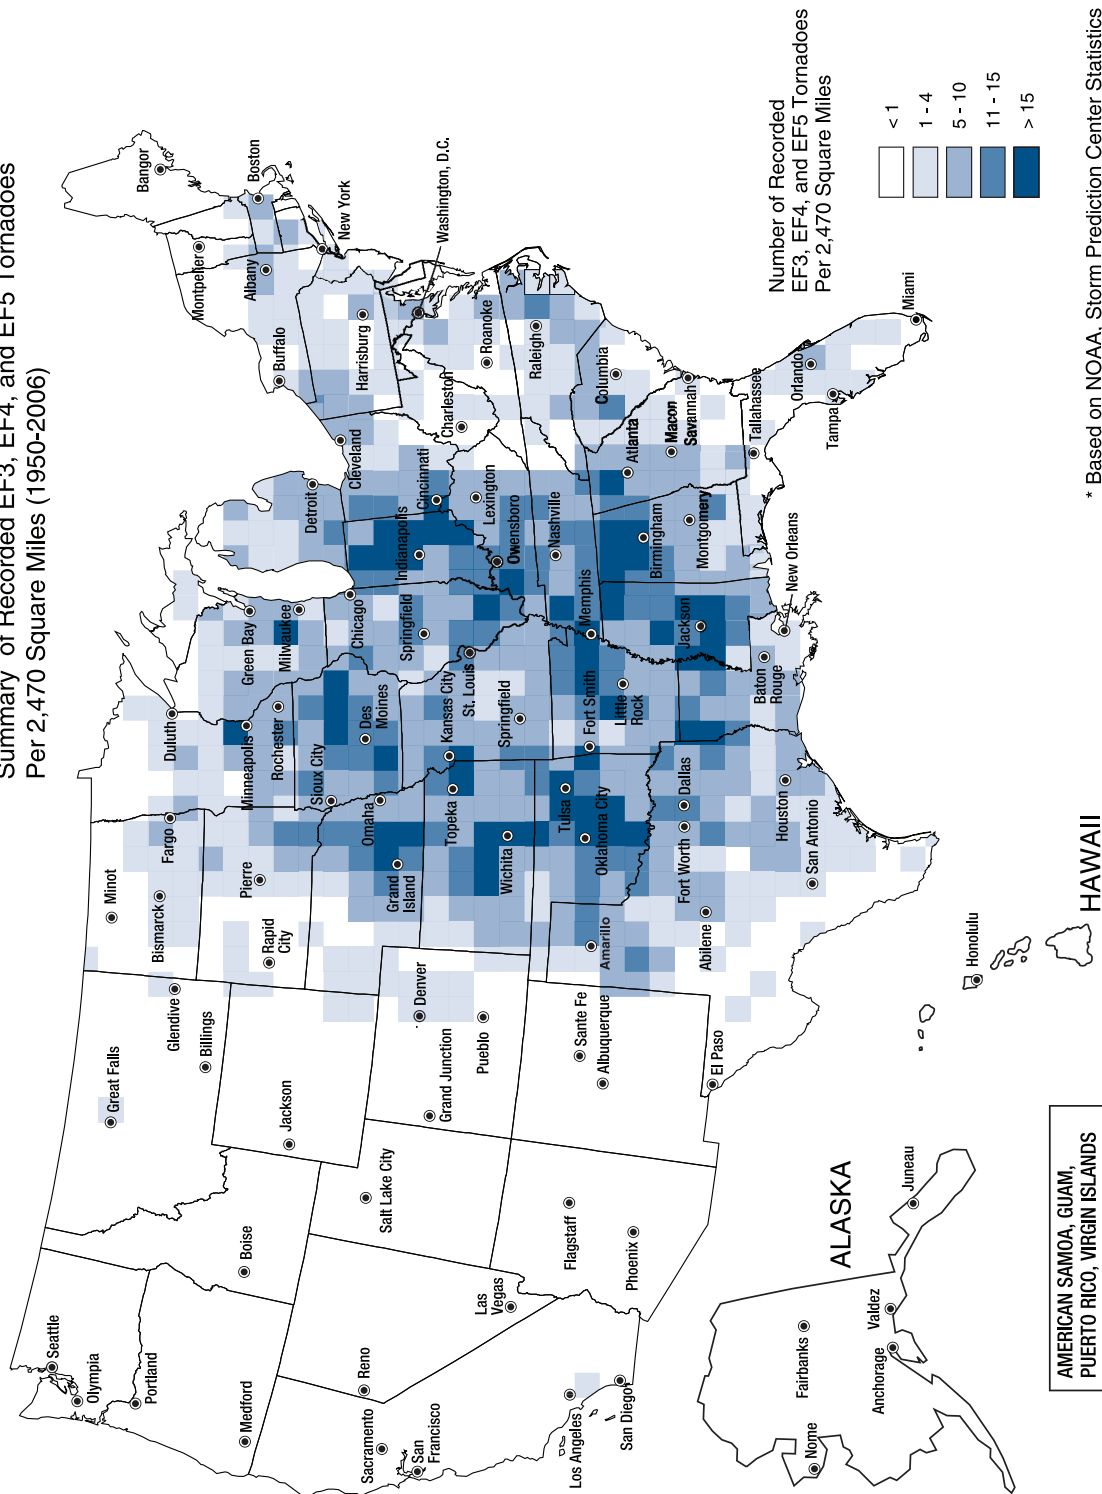 Summary of Recorded EF3, EF4, and EF5 Tornadoes
Per 2,470 Square Miles (1950-2006)
Seattle
Olympia
Portland
Medford
Boise
Great Falls
Glendive
Billings
Jackson
Reno
Sacramento
San
Francisco
Las
Vegas
Salt Lake City
Los Angeles
San Diego
Flagstaff
Phoenix
Grand Junction
Denver
Pueblo
Sante Fe
Albuquerque
El Paso
Minot
Bismarck
Fargo
Pierre
Rapid
City
Grand
Island
Omaha
Sioux City
Topeka
Wichita
Tulsa
Oklahoma City
Amarillo
Abilene
Fort Worth
Dallas
Houston
San Antonio
Duluth
Minneapolis
Rochester
Des
Moines
Kansas City
St. Louis
Springfield
Fort Smith
Little
Rock
Baton
Rouge
New Orleans
Green Bay
Milwaukee
Chicago
Springfield
Memphis
Jackson
Detroit
Indianapolis
Cincinnati
Cleveland
Lexington
Owensboro
Nashville
Birmingham
Montgomery
Atlanta
Macon
Savannah
Tallahassee
Orlando
Tampa
Miami
Columbia
Raleigh
Roanoke
Charleston
Washington, D.C.
Harrisburg
Buffalo
Albany
Montpelier
Bangor
Boston
New York
Number of Recorded
EF3, EF4, and EF5 Tornadoes
Per 2,470 Square Miles
< 1
1 - 4
5 - 10
11 - 15
> 15
ALASKA
Nome
Fairbanks
Anchorage
Valdez
Juneau
HAWAII
Honolulu
AMERICAN SAMOA, GUAM,
PUERTO RICO, VIRGIN ISLANDS
* Based on NOAA, Storm Prediction Center Statistics